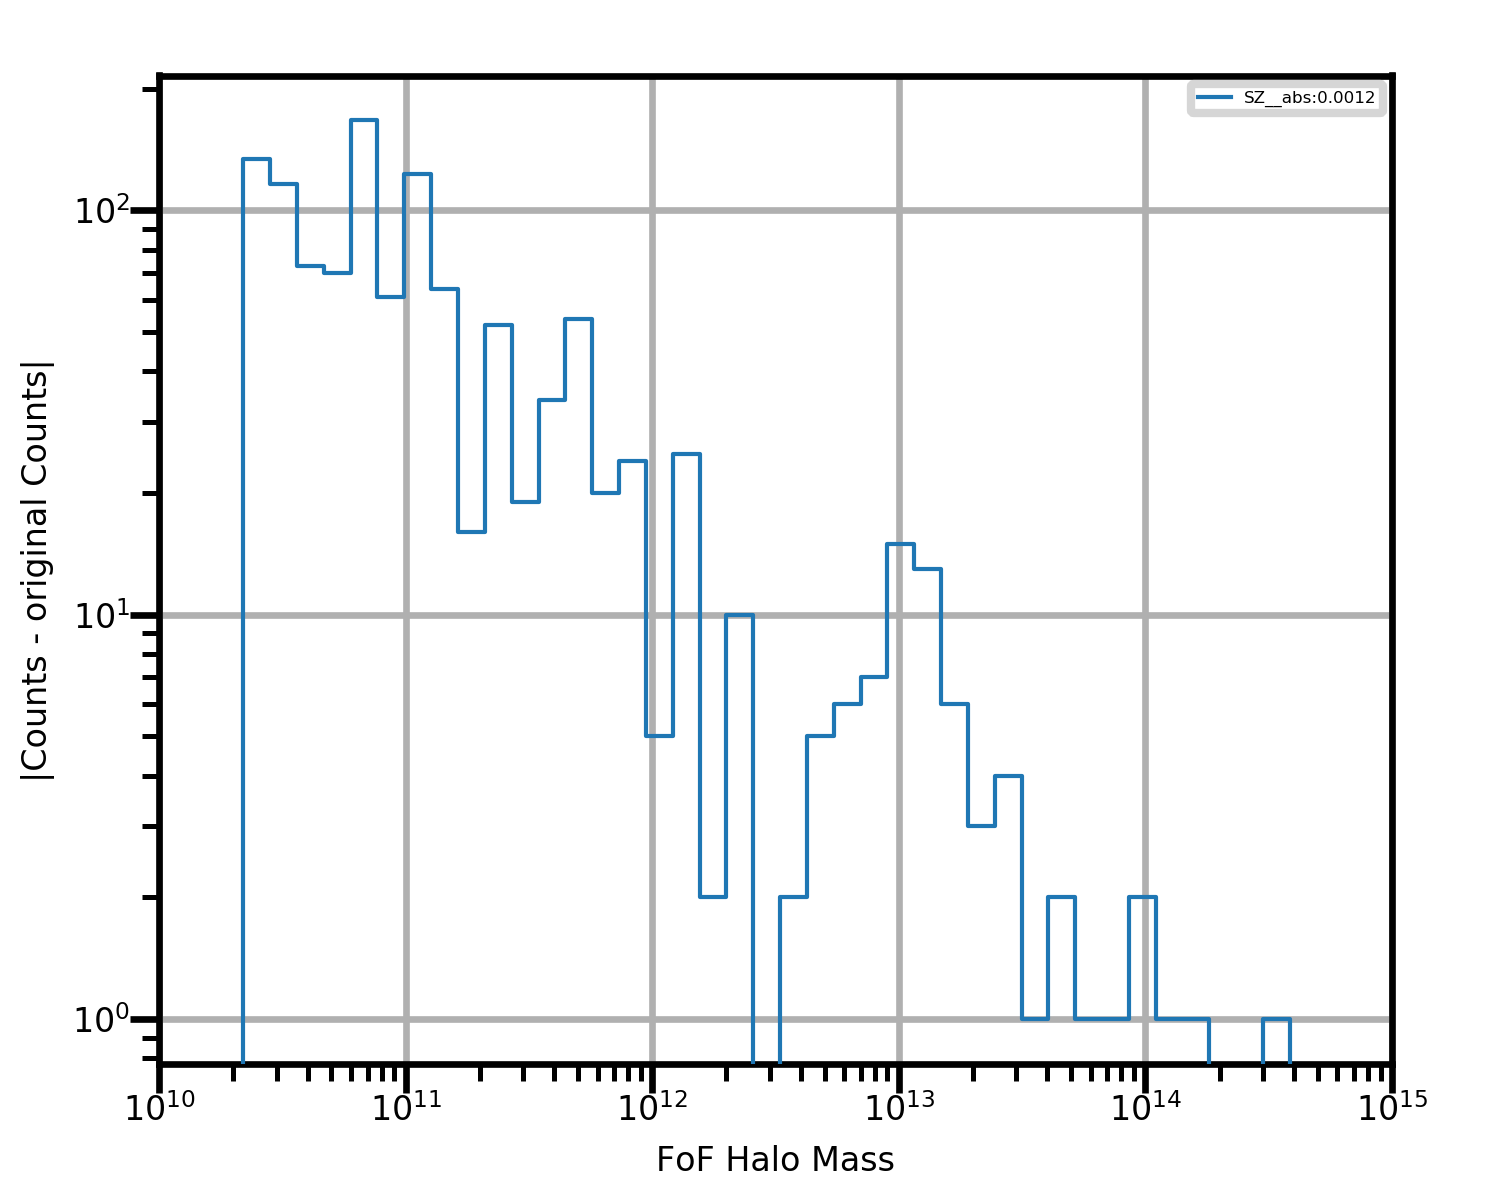 SZ__abs:0.0012
10²
10¹
10⁰
|Counts - original Counts|
10¹⁰ 10¹¹ 10¹² 10¹³ 10¹⁴ 10¹⁵
FoF Halo Mass